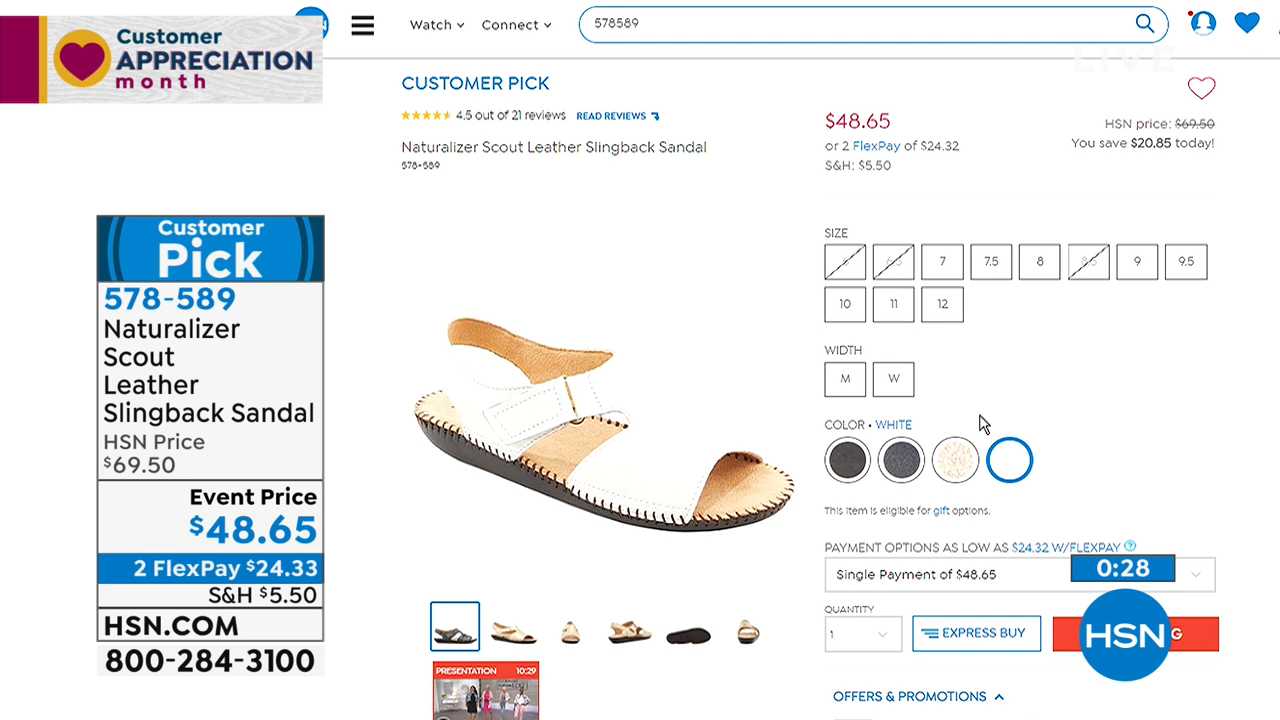 Customer
APPRECIATION
month
Watch
Connect
578589
LIVE
CUSTOMER PICK
4.5 out of 21 reviews
READ REVIEWS
Naturalizer Scout Leather Slingback Sandal
578-589
$48.65
or 2 FlexPay of $24.32
S&H: $5.50
HSN price: $69.50
You save $20.85 today!
SIZE
6 6.5 7 7.5 8 8.5 9 9.5
10 11 12
WIDTH
M W
COLOR • WHITE
This item is eligible for gift options.
PAYMENT OPTIONS AS LOW AS $24.32 W/FLEXPAY
Single Payment of $48.65
0:28
QUANTITY
1
EXPRESS BUY
HSN
G
OFFERS & PROMOTIONS
PRESENTATION 10:29
Customer
Pick
578-589
Naturalizer
Scout
Leather
Slingback Sandal
HSN Price
$69.50
Event Price
$48.65
2 FlexPay $24.33
S&H $5.50
HSN.COM
800-284-3100